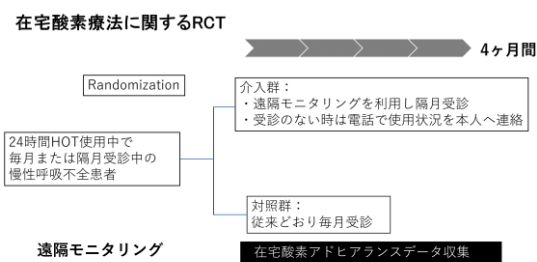 在宅酸素療法に関するRCT
4ヶ月間
Randomization
介入群：
・遠隔モニタリングを利用し隔月受診
・受診のない時は電話で使用状況を本人へ連絡
24時間HOT使用中で
毎月または隔月受診中の
慢性呼吸不全患者
対照群：
従来どおり毎月受診
遠隔モニタリング
在宅酸素アドヒアランスデータ収集